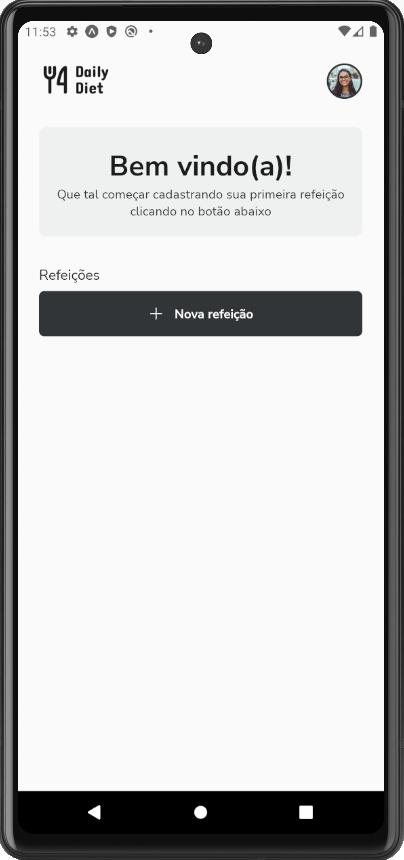 11:53
Daily
Diet
Bem vindo(a)!
Que tal começar cadastrando sua primeira refeição
clicando no botão abaixo
Refeições
+ Nova refeição